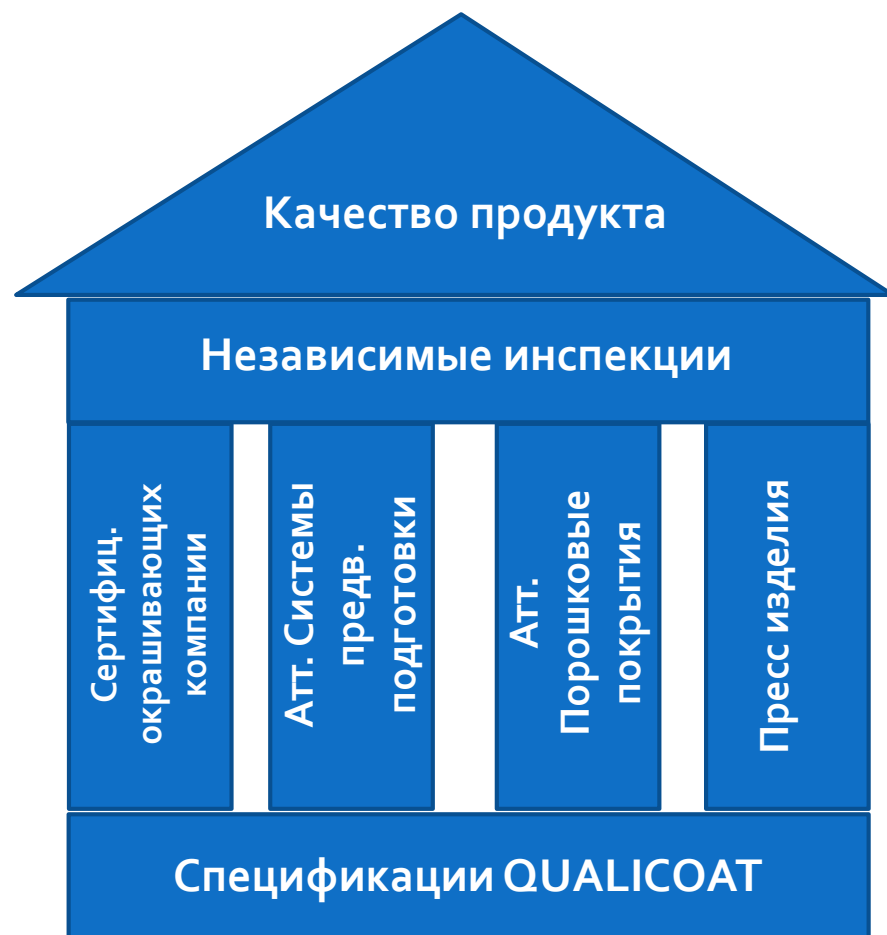 Качество продукта
Независимые инспекции
Сертифиц.
окрашивающих
компании
Атт. Системы
предв.
подготовки
Атт.
Порошковые
покрытия
Пресс изделия
Спецификации QUALICOAT